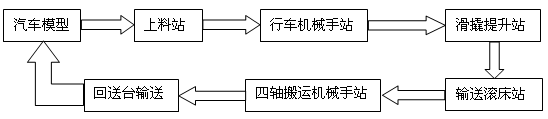 汽车模型
上料站
行车机械手站
滑撬提升站
输送滚床站
四轴搬运机械手站
回送台输送